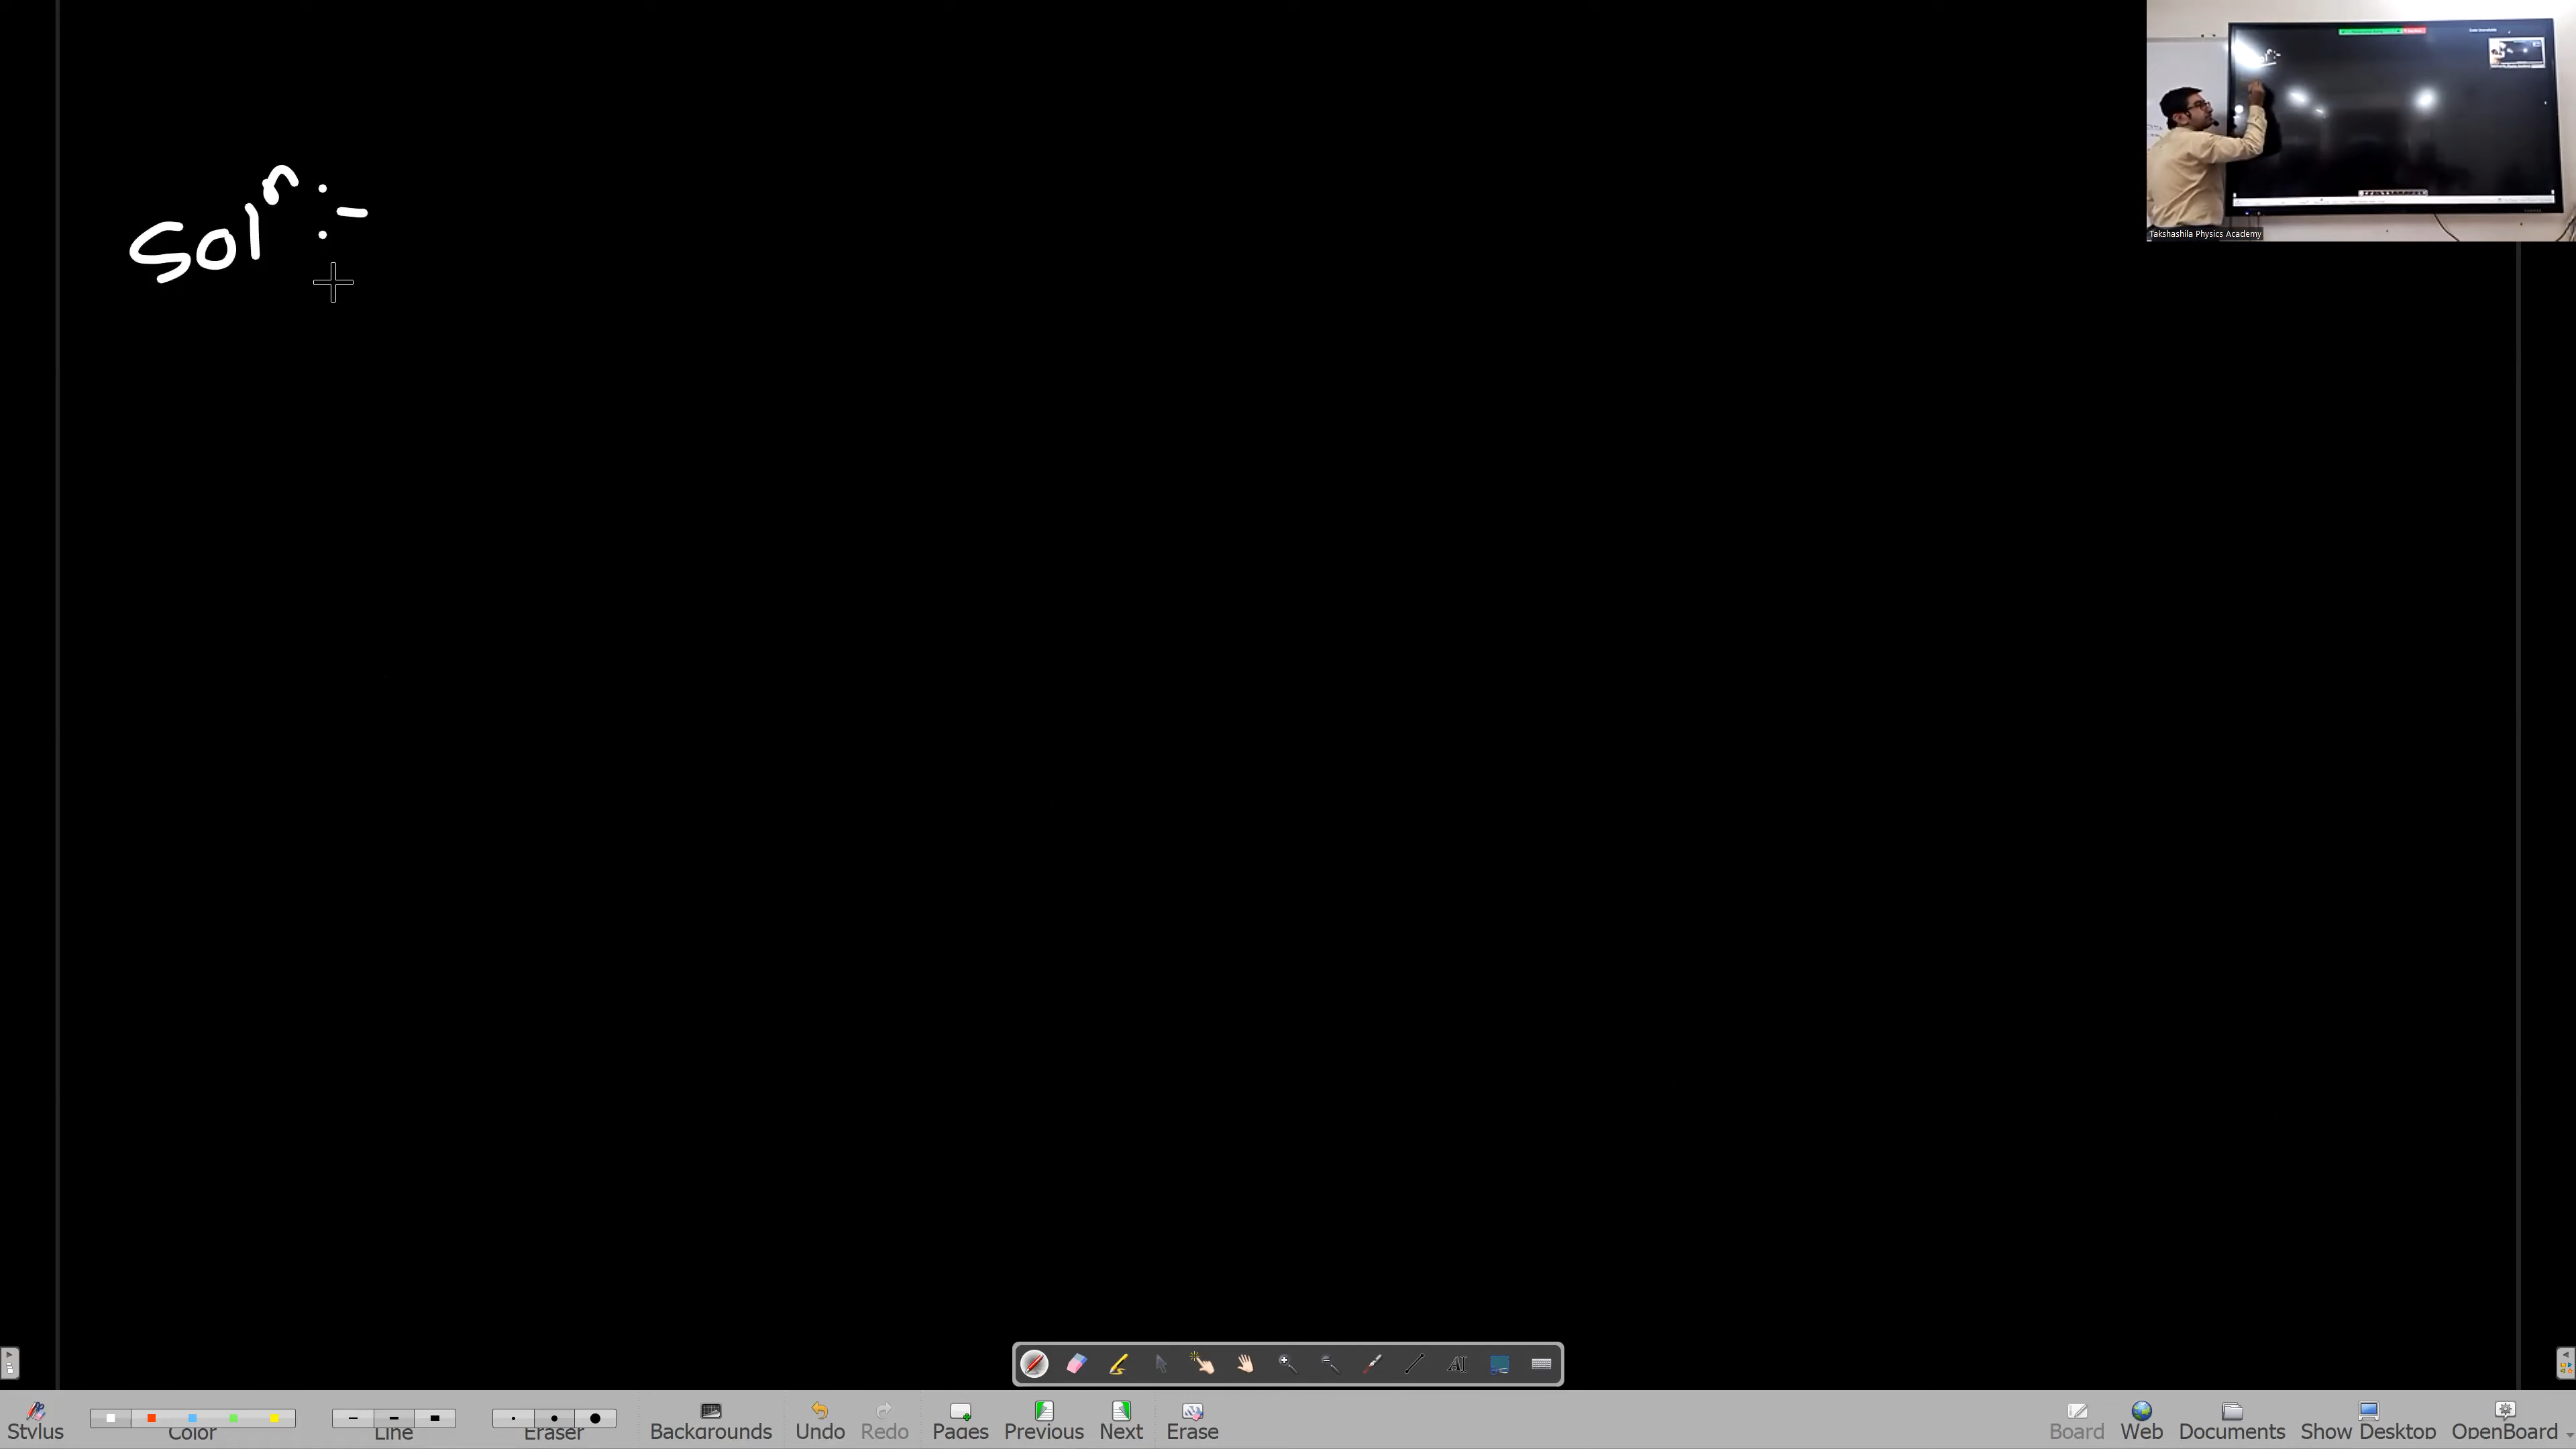 Solⁿ :-
Takshashila Physics Academy
Stylus Color Line Eraser Backgrounds Undo Redo Pages Previous Next Erase Board Web Documents Show Desktop OpenBoard